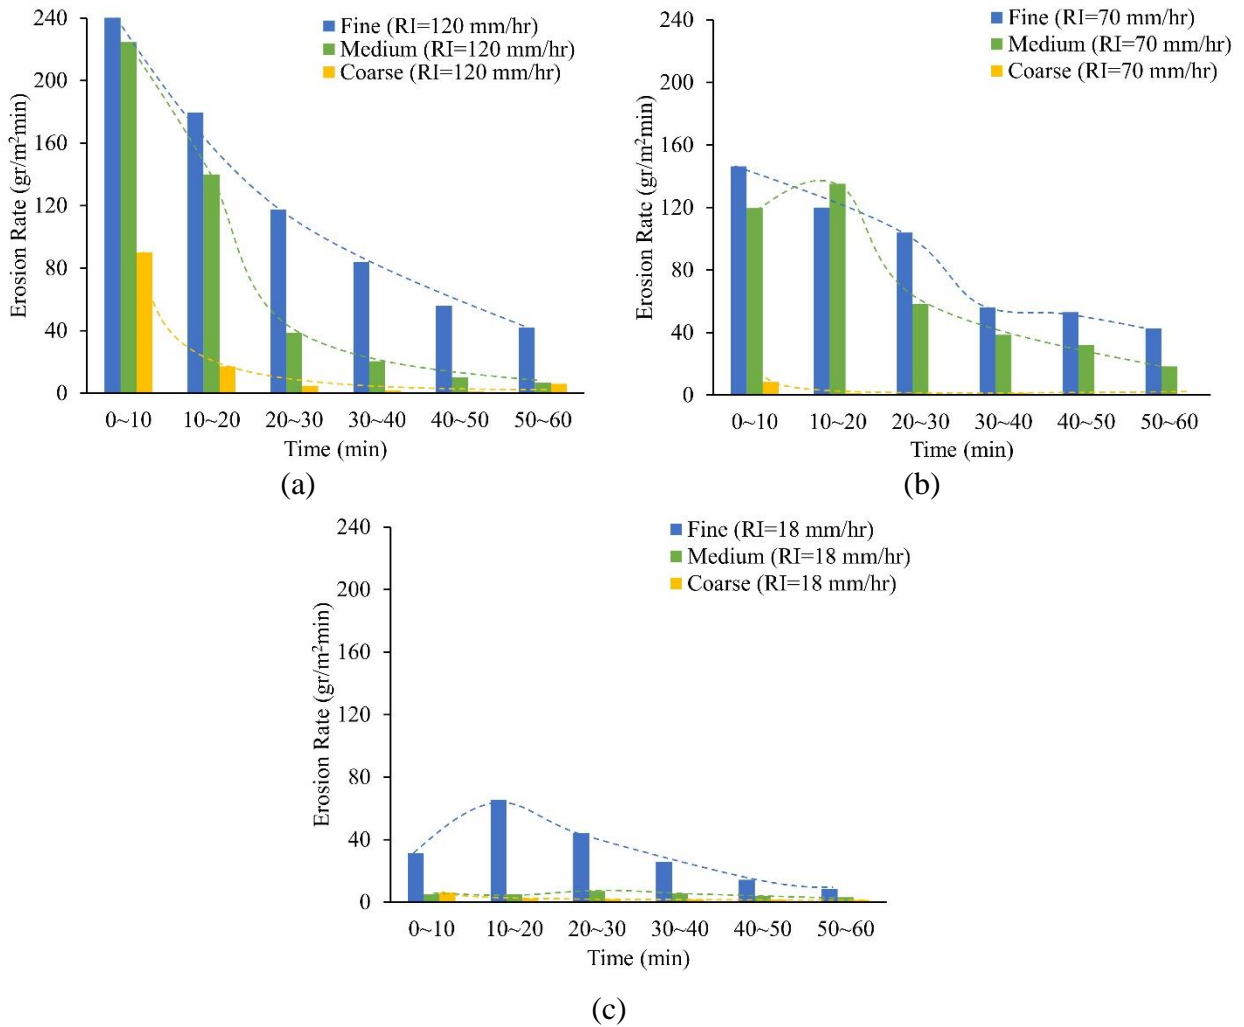 Fine (RI=120 mm/hr)
Medium (RI=120 mm/hr)
Coarse (RI=120 mm/hr)
Erosion Rate (gr/m²min)
240
200
160
120
80
40
0
0~10 10~20 20~30 30~40 40~50 50~60
Time (min)
(a)
Fine (RI=70 mm/hr)
Medium (RI=70 mm/hr)
Coarse (RI=70 mm/hr)
Erosion Rate (gr/m²min)
240
200
160
120
80
40
0
0~10 10~20 20~30 30~40 40~50 50~60
Time (min)
(b)
Fine (RI=18 mm/hr)
Medium (RI=18 mm/hr)
Coarse (RI=18 mm/hr)
Erosion Rate (gr/m²min)
240
200
160
120
80
40
0
0~10 10~20 20~30 30~40 40~50 50~60
Time (min)
(c)